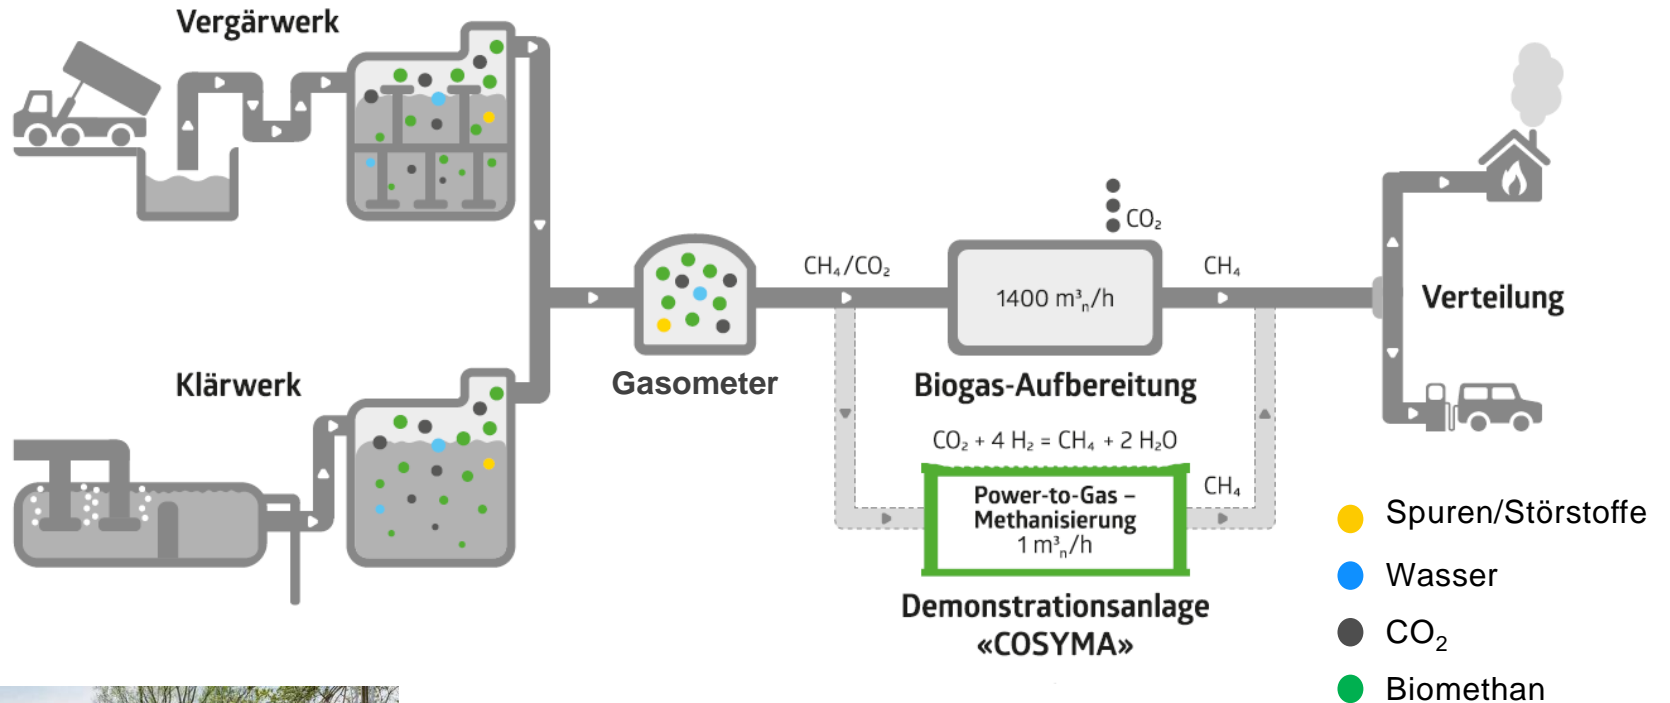 Vergärwerk
CO₂
CH₄/CO₂
CH₄
1400 m³ₙ/h
Verteilung
Gasometer
Klärwerk
Biogas-Aufbereitung
CO₂ + 4 H₂ = CH₄ + 2 H₂O
Power-to-Gas –
Methanisierung
1 m³ₙ/h
CH₄
Demonstrationsanlage
«COSYMA»
Spuren/Störstoffe
Wasser
CO₂
Biomethan